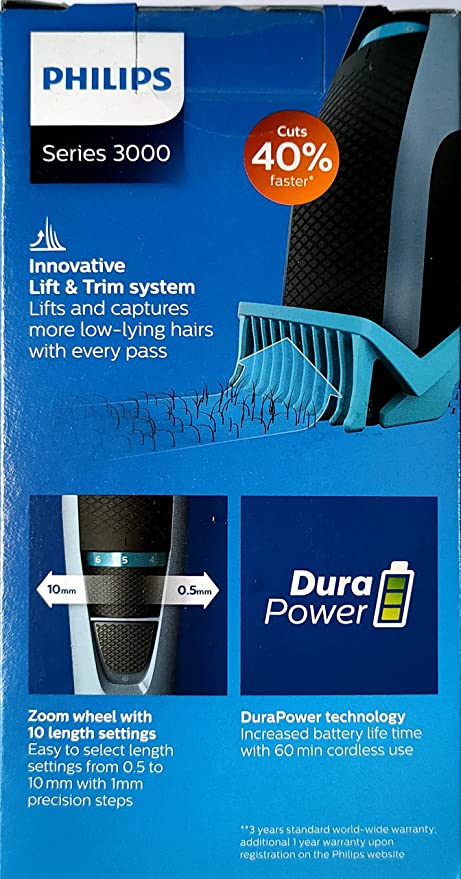 PHILIPS
Series 3000
Cuts
40%
faster*
Innovative
Lift & Trim system
Lifts and captures
more low-lying hairs
with every pass
6 5 4
10mm
0.5mm
Dura
Power
Zoom wheel with
10 length settings
Easy to select length
settings from 0.5 to
10 mm with 1mm
precision steps
DuraPower technology
Increased battery life time
with 60 min cordless use
**3 years standard world-wide warranty;
additional 1 year warranty upon
registration on the Philips website